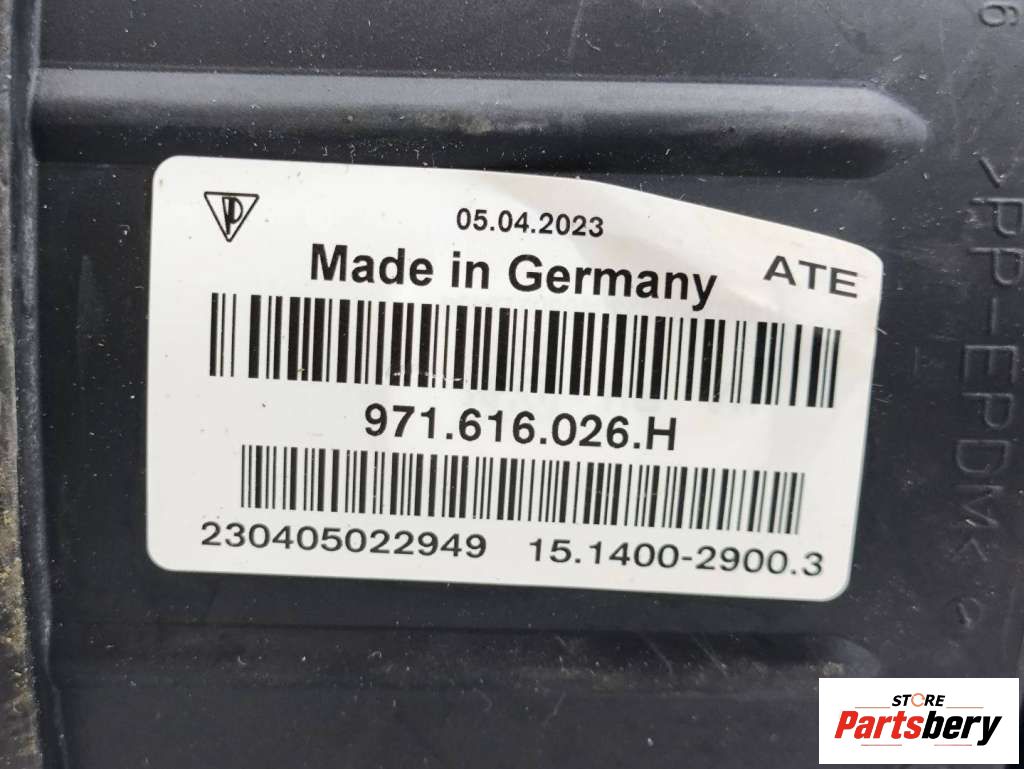 05.04.2023
Made in Germany
ATE
971.616.026.H
230405022949 15.1400-2900.3
>PP-EPDM<
6
STORE
Partsbery